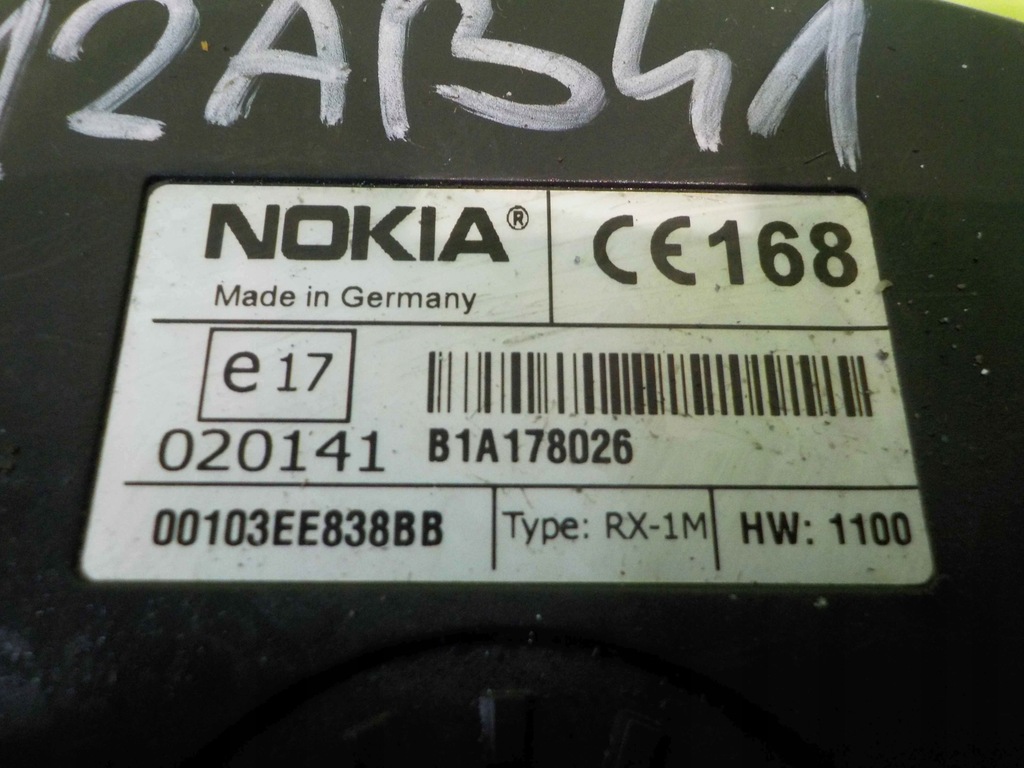 12AB41
NOKIA®
Made in Germany
CE168
e17
020141
B1A178026
00103EE838BB
Type: RX-1M
HW: 1100